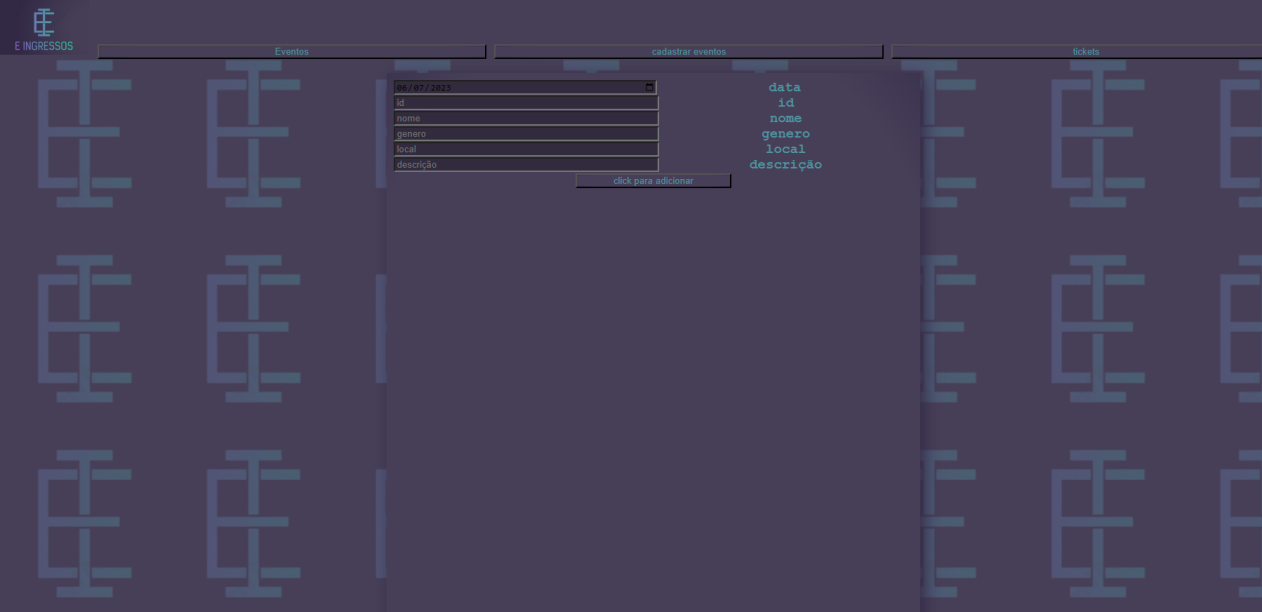 E INGRESSOS
Eventos
cadastrar eventos
tickets
06/07/2023
data
id
id
nome
nome
genero
genero
local
local
descrição
descrição
click para adicionar